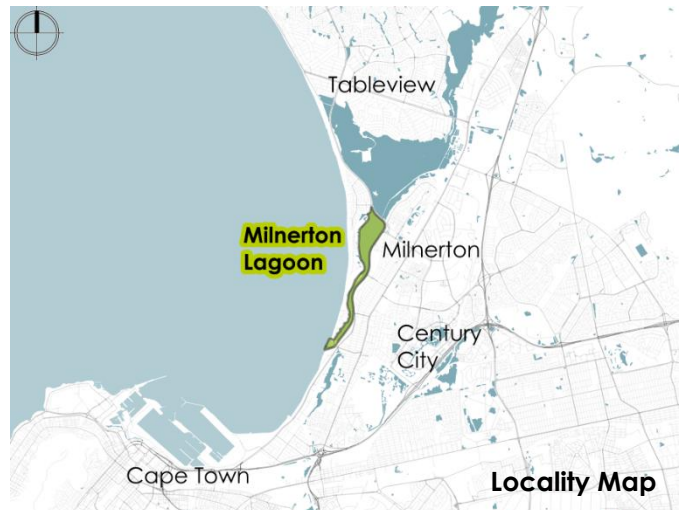 Tableview
Milnerton
Lagoon
Milnerton
Century
City
Cape Town
Locality Map